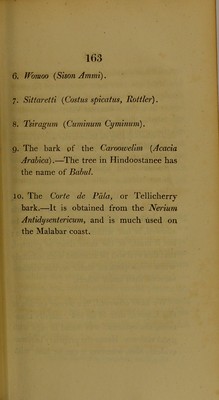 163
6. Womoo (Sison Ammi).
7. Sittaretti (Costus spicatus, Rottler).
8. Tsiragum (Cuminum Cyminum).
9. The bark of the Caroowelim (Acacia
Arabica).—The tree in Hindoostanee has
the name of Babul.
10. The Corte de Pàla, or Tellicherry
bark.—It is obtained from the Nerium
Antidysentericum, and is much used on
the Malabar coast.